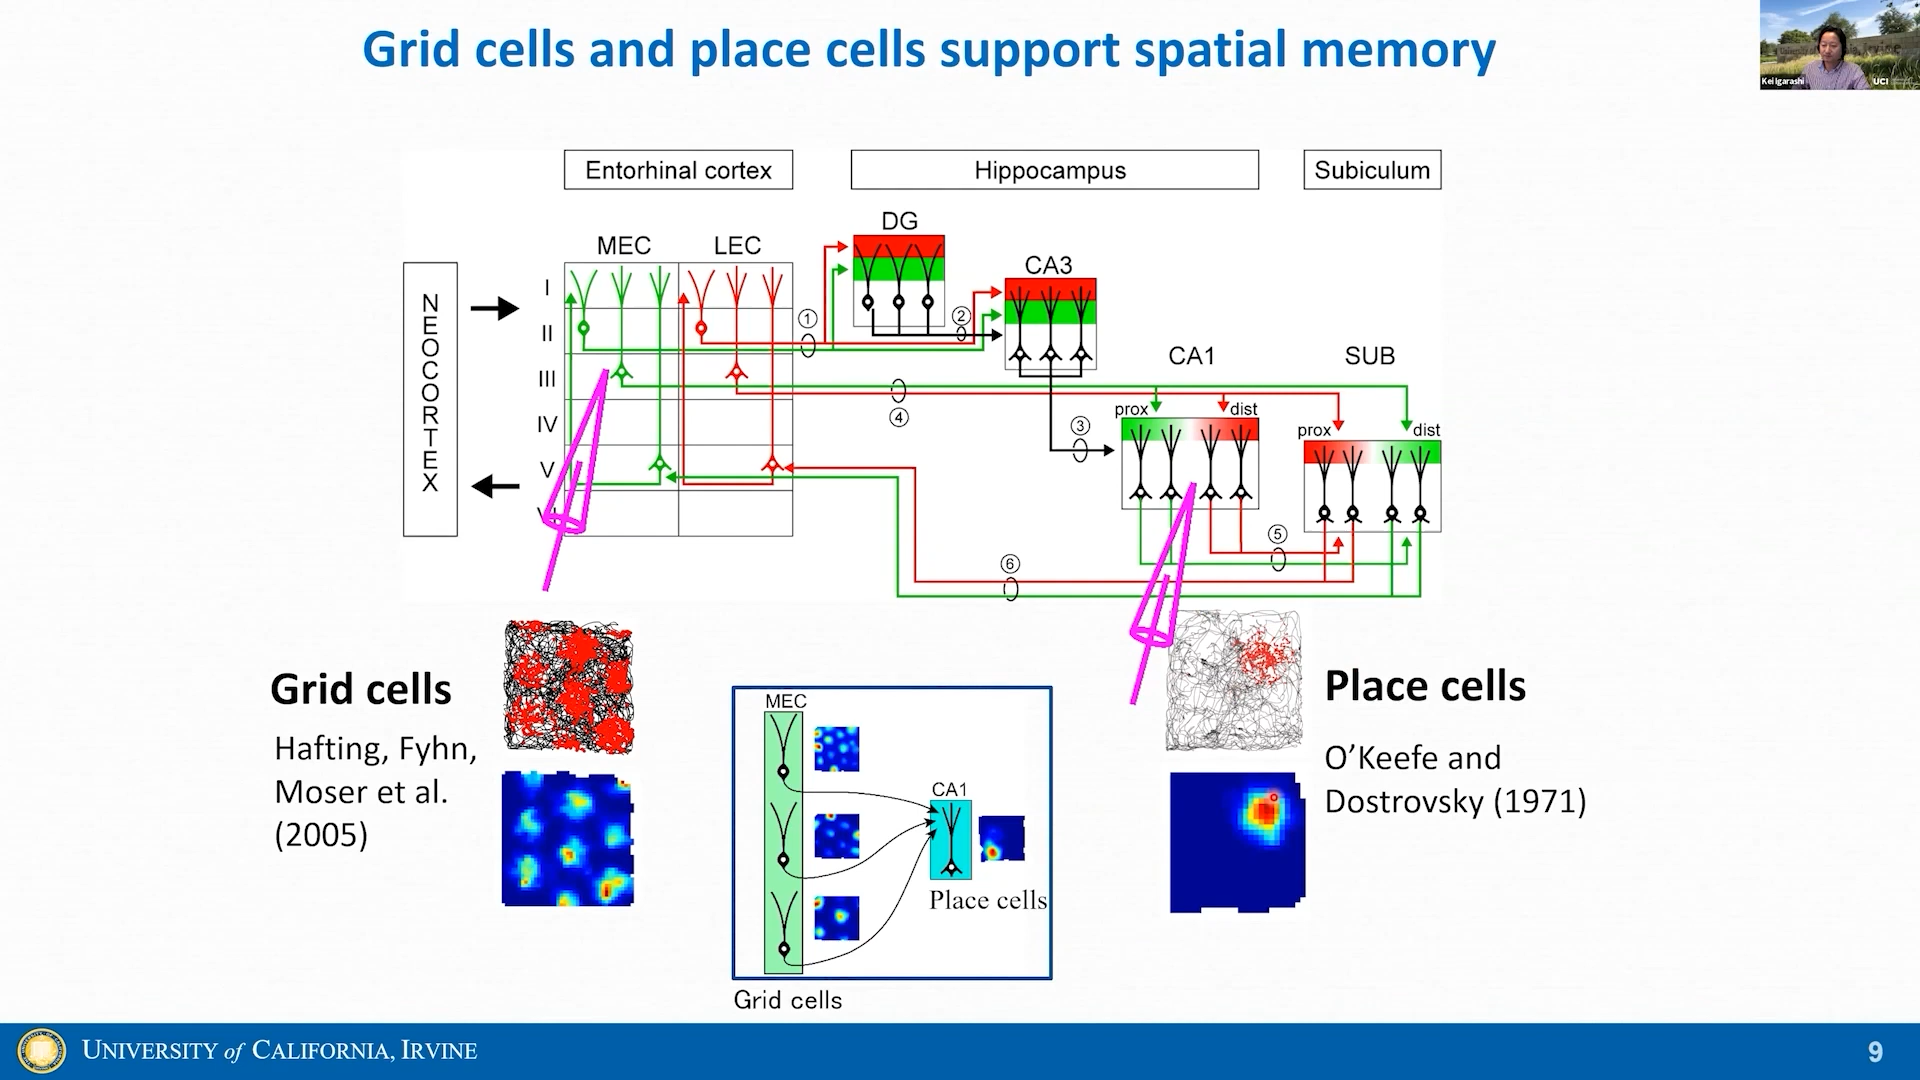 Grid cells and place cells support spatial memory
Kei Igarashi
UCI
Entorhinal cortex
Hippocampus
Subiculum
MEC
LEC
DG
CA3
CA1
SUB
NEOCORTEX
I
II
III
IV
V
1
2
3
4
5
6
prox
dist
prox
dist
Grid cells
Hafting, Fyhn,
Moser et al.
(2005)
MEC
CA1
Place cells
Grid cells
Place cells
O’Keefe and
Dostrovsky (1971)
UNIVERSITY of CALIFORNIA, IRVINE
9